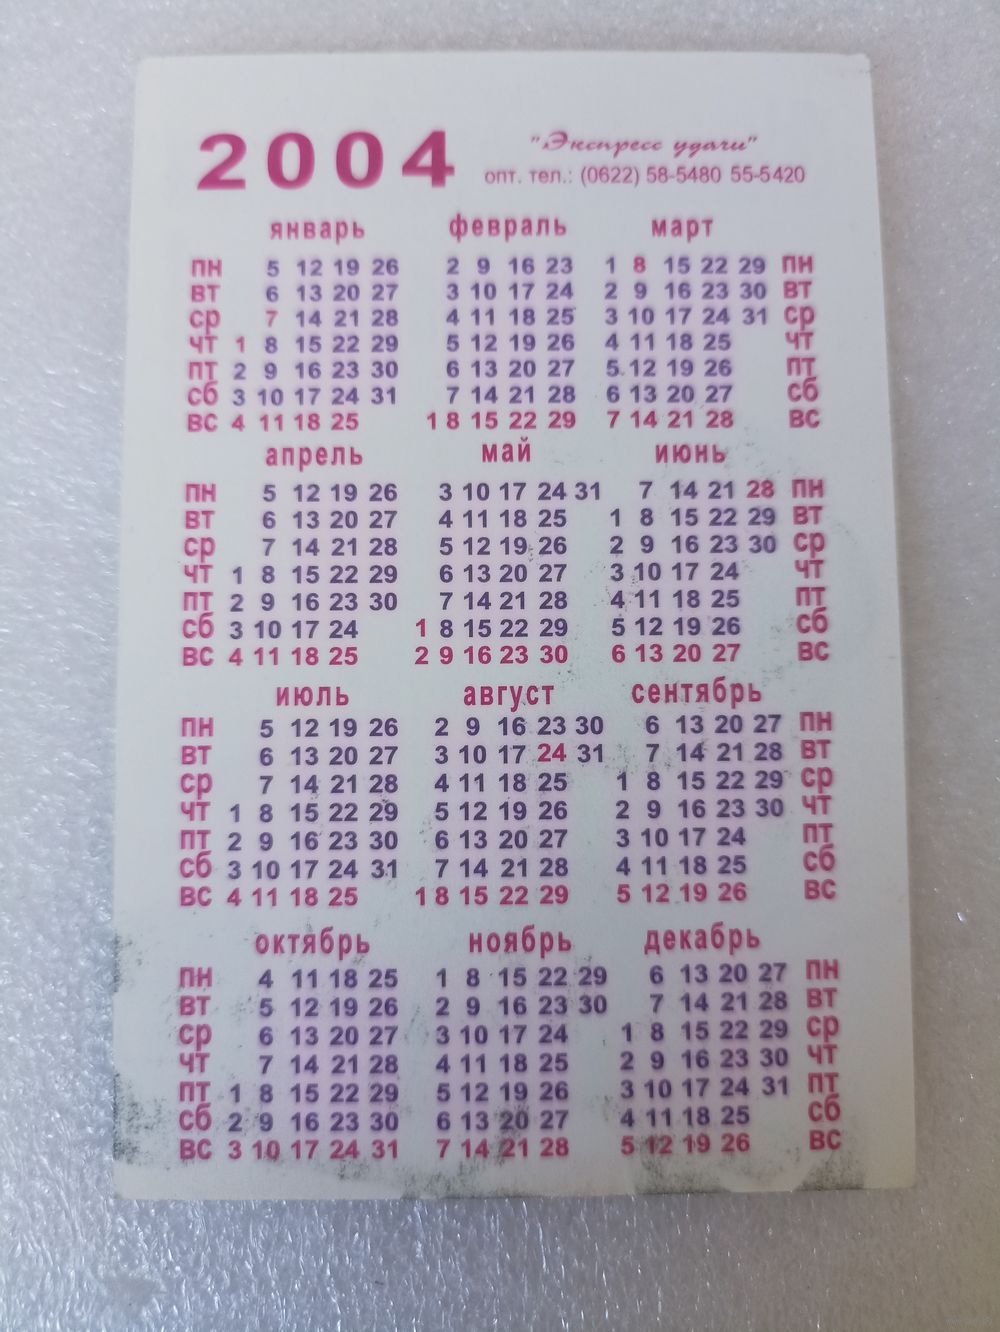 2004 "Экспресс удачи"
опт. тел.: (0622) 58-5480 55-5420
январь февраль март
пн 5 12 19 26 2 9 16 23 1 8 15 22 29 пн
вт 6 13 20 27 3 10 17 24 2 9 16 23 30 вт
ср 7 14 21 28 4 11 18 25 3 10 17 24 31 ср
чт 1 8 15 22 29 5 12 19 26 4 11 18 25 чт
пт 2 9 16 23 30 6 13 20 27 5 12 19 26 пт
сб 3 10 17 24 31 7 14 21 28 6 13 20 27 сб
вс 4 11 18 25 1 8 15 22 29 7 14 21 28 вс
апрель май июнь
пн 5 12 19 26 3 10 17 24 31 7 14 21 28 пн
вт 6 13 20 27 4 11 18 25 1 8 15 22 29 вт
ср 7 14 21 28 5 12 19 26 2 9 16 23 30 ср
чт 1 8 15 22 29 6 13 20 27 3 10 17 24 чт
пт 2 9 16 23 30 7 14 21 28 4 11 18 25 пт
сб 3 10 17 24 1 8 15 22 29 5 12 19 26 сб
вс 4 11 18 25 2 9 16 23 30 6 13 20 27 вс
июль август сентябрь
пн 5 12 19 26 2 9 16 23 30 6 13 20 27 пн
вт 6 13 20 27 3 10 17 24 31 7 14 21 28 вт
ср 7 14 21 28 4 11 18 25 1 8 15 22 29 ср
чт 1 8 15 22 29 5 12 19 26 2 9 16 23 30 чт
пт 2 9 16 23 30 6 13 20 27 3 10 17 24 пт
сб 3 10 17 24 31 7 14 21 28 4 11 18 25 сб
вс 4 11 18 25 1 8 15 22 29 5 12 19 26 вс
октябрь ноябрь декабрь
пн 4 11 18 25 1 8 15 22 29 6 13 20 27 пн
вт 5 12 19 26 2 9 16 23 30 7 14 21 28 вт
ср 6 13 20 27 3 10 17 24 1 8 15 22 29 ср
чт 7 14 21 28 4 11 18 25 2 9 16 23 30 чт
пт 1 8 15 22 29 5 12 19 26 3 10 17 24 31 пт
сб 2 9 16 23 30 6 13 20 27 4 11 18 25 сб
вс 3 10 17 24 31 7 14 21 28 5 12 19 26 вс